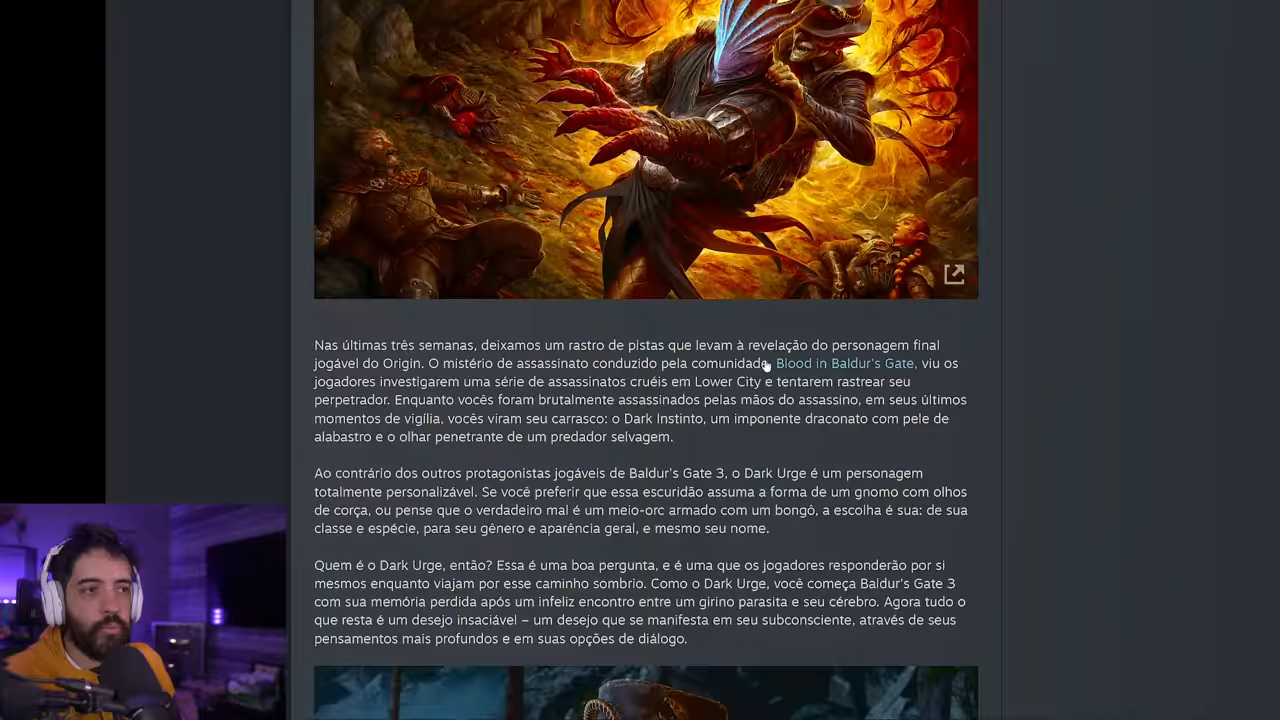 Nas últimas três semanas, deixamos um rastro de pistas que levam à revelação do personagem final
jogável do Origin. O mistério de assassinato conduzido pela comunidade, Blood in Baldur's Gate, viu os
jogadores investigarem uma série de assassinatos cruéis em Lower City e tentarem rastrear seu
perpetrador. Enquanto vocês foram brutalmente assassinados pelas mãos do assassino, em seus últimos
momentos de vigília, vocês viram seu carrasco: o Dark Instinto, um imponente draconato com pele de
alabastro e o olhar penetrante de um predador selvagem.
Ao contrário dos outros protagonistas jogáveis de Baldur's Gate 3, o Dark Urge é um personagem
totalmente personalizável. Se você preferir que essa escuridão assuma a forma de um gnomo com olhos
de corça, ou pense que o verdadeiro mal é um meio-orc armado com um bongó, a escolha é sua: de sua
classe e espécie, para seu gênero e aparência geral, e mesmo seu nome.
Quem é o Dark Urge, então? Essa é uma boa pergunta, e é uma que os jogadores responderão por si
mesmos enquanto viajam por esse caminho sombrio. Como o Dark Urge, você começa Baldur's Gate 3
com sua memória perdida após um infeliz encontro entre um girino parasita e seu cérebro. Agora tudo o
que resta é um desejo insaciável – um desejo que se manifesta em seu subconsciente, através de seus
pensamentos mais profundos e em suas opções de diálogo.